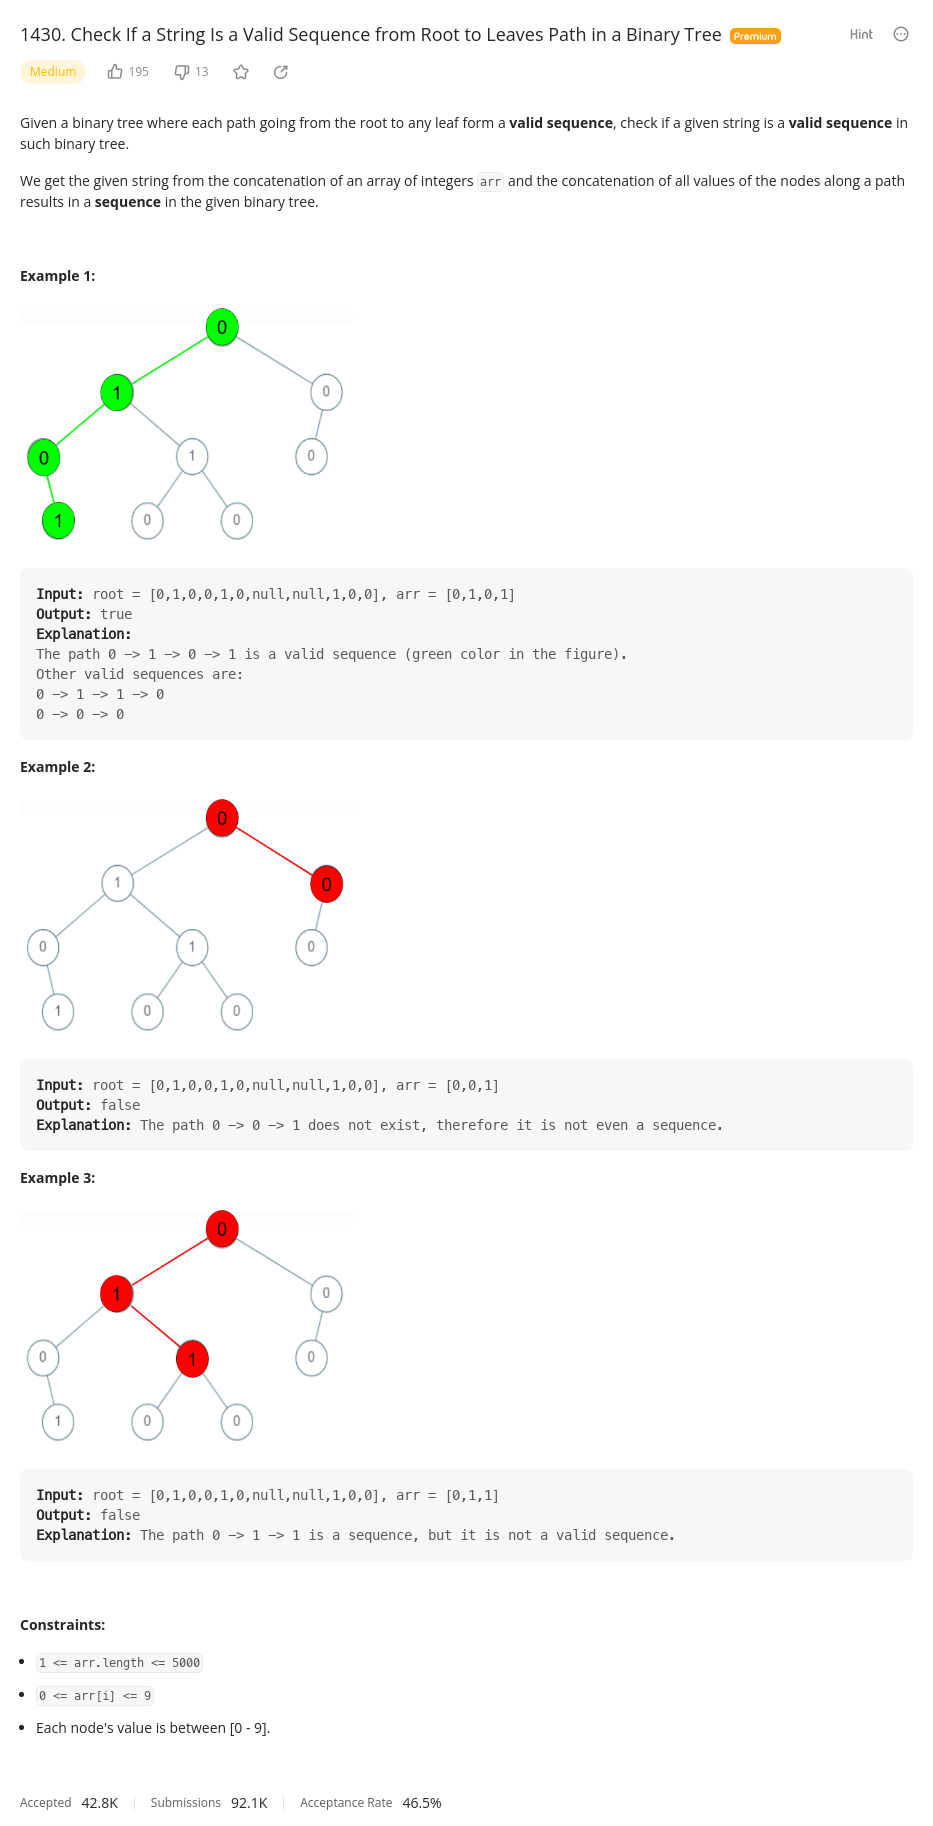 1430. Check If a String Is a Valid Sequence from Root to Leaves Path in a Binary Tree Premium Hint
Medium 195 13
Given a binary tree where each path going from the root to any leaf form a valid sequence, check if a given string is a valid sequence in
such binary tree.
We get the given string from the concatenation of an array of integers arr and the concatenation of all values of the nodes along a path
results in a sequence in the given binary tree.
Example 1:
0
1 0
0 1 0
1 0 0
Input: root = [0,1,0,0,1,0,null,null,1,0,0], arr = [0,1,0,1]
Output: true
Explanation:
The path 0 -> 1 -> 0 -> 1 is a valid sequence (green color in the figure).
Other valid sequences are:
0 -> 1 -> 1 -> 0
0 -> 0 -> 0
Example 2:
0
1 0
0 1 0
1 0 0
Input: root = [0,1,0,0,1,0,null,null,1,0,0], arr = [0,0,1]
Output: false
Explanation: The path 0 -> 0 -> 1 does not exist, therefore it is not even a sequence.
Example 3:
0
1 0
0 1 0
1 0 0
Input: root = [0,1,0,0,1,0,null,null,1,0,0], arr = [0,1,1]
Output: false
Explanation: The path 0 -> 1 -> 1 is a sequence, but it is not a valid sequence.
Constraints:
1 <= arr.length <= 5000
0 <= arr[i] <= 9
Each node's value is between [0 - 9].
Accepted 42.8K Submissions 92.1K Acceptance Rate 46.5%